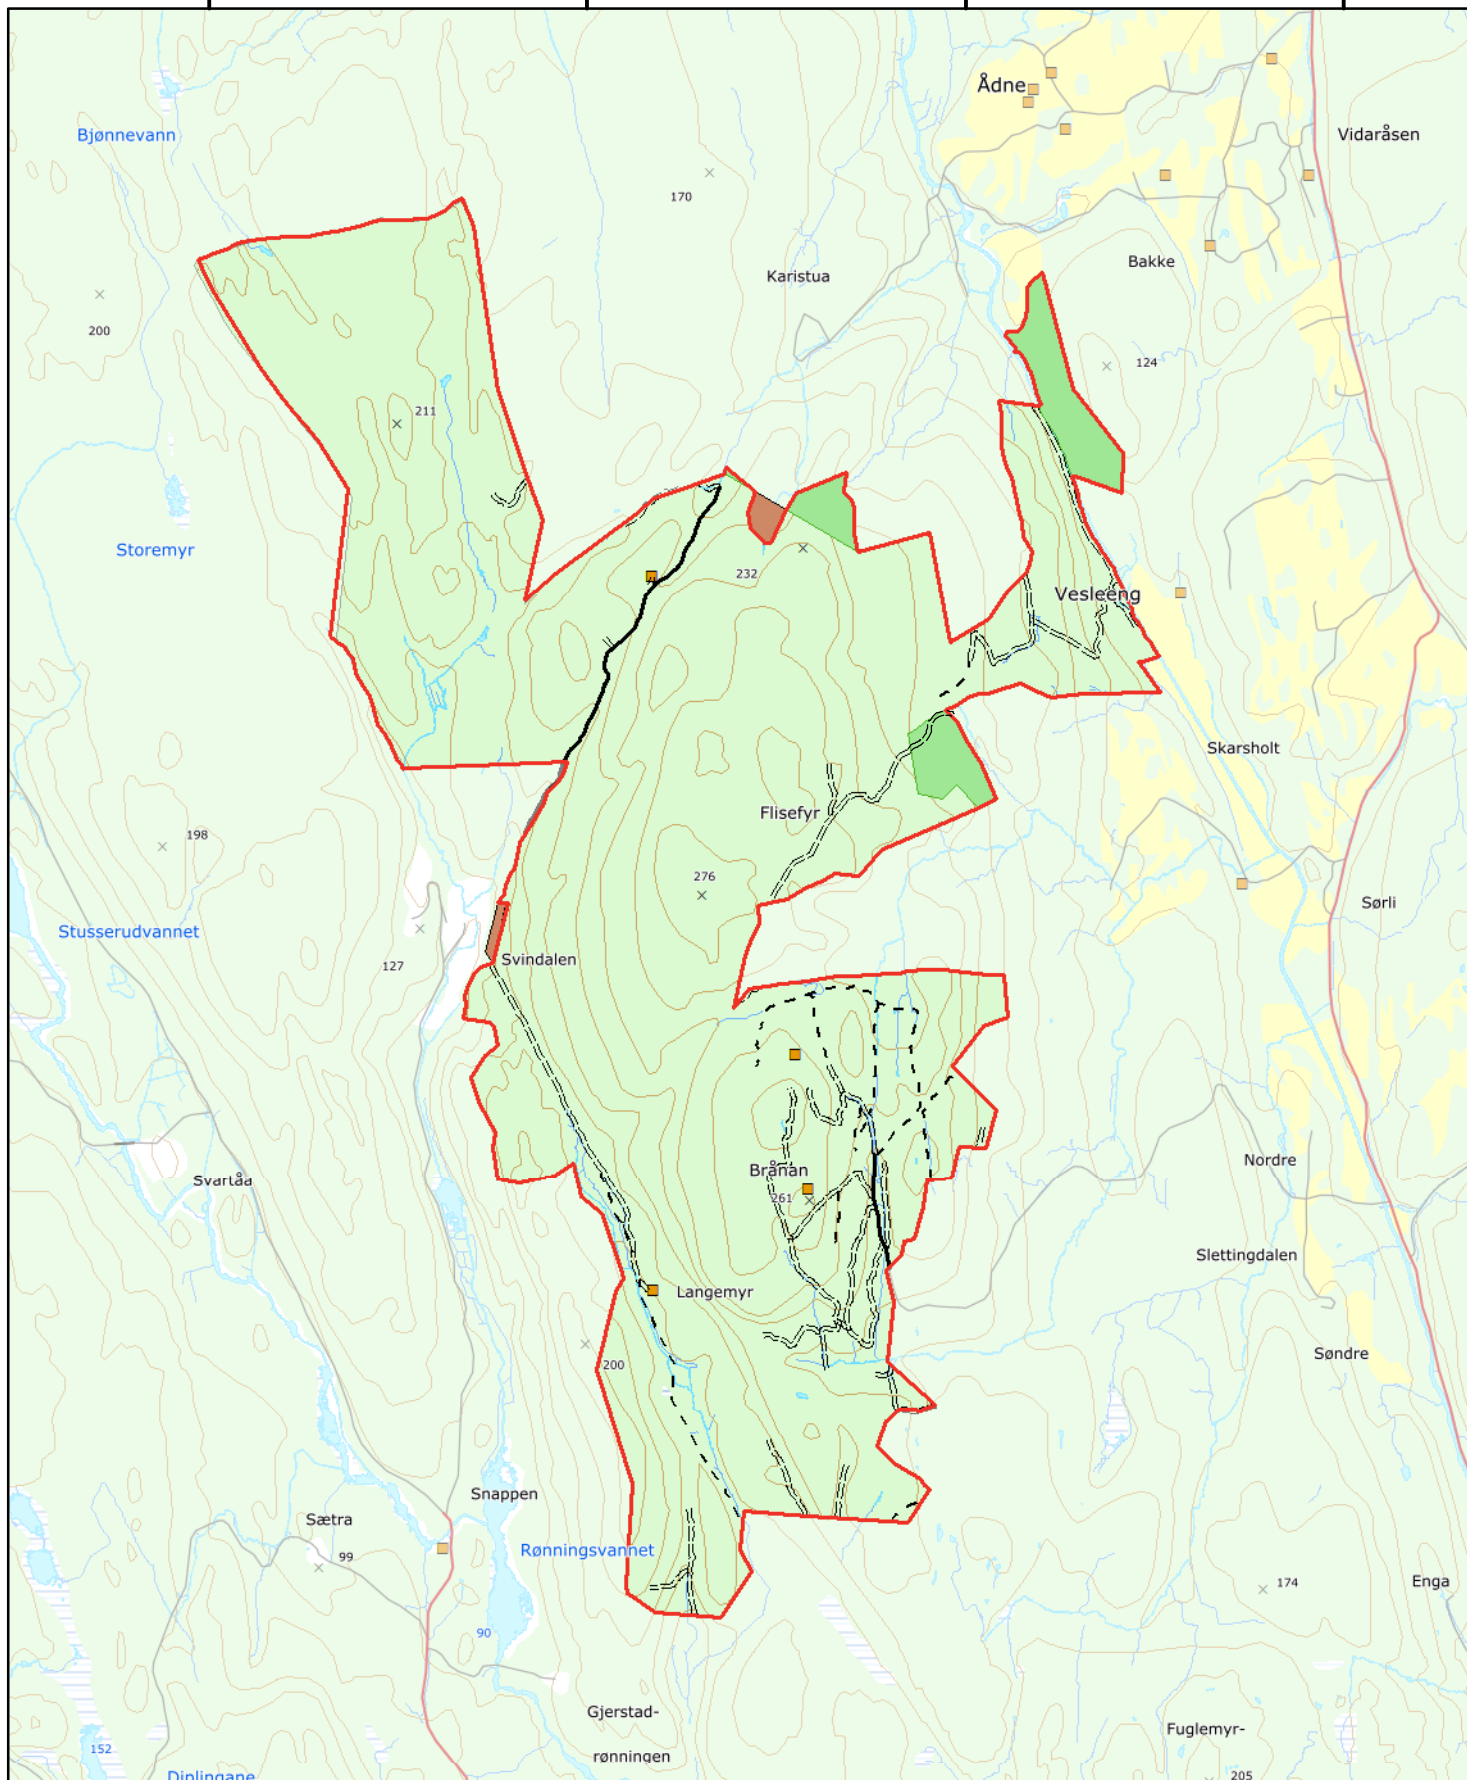 Ådne
Bjønnevann
Vidaråsen
170
Bakke
Karistua
200
124
211
Storemyr
232
Vesleeng
Skarsholt
Flisefyr
198
276
Sørli
Stusserudvannet
Svindalen
127
Nordre
Brånan
Svartåa
261
Slettingdalen
Langemyr
Søndre
200
Snappen
Sætra
Rønningsvannet
99
174
Enga
90
Gjerstad-
rønningen
Fuglemyr-
152
Diplingane
205